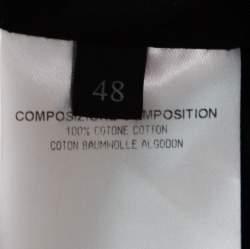 48
COMPOSIZIONE COMPOSITION
100% COTONE COTTON
COTON BAUMWOLLE ALGODON